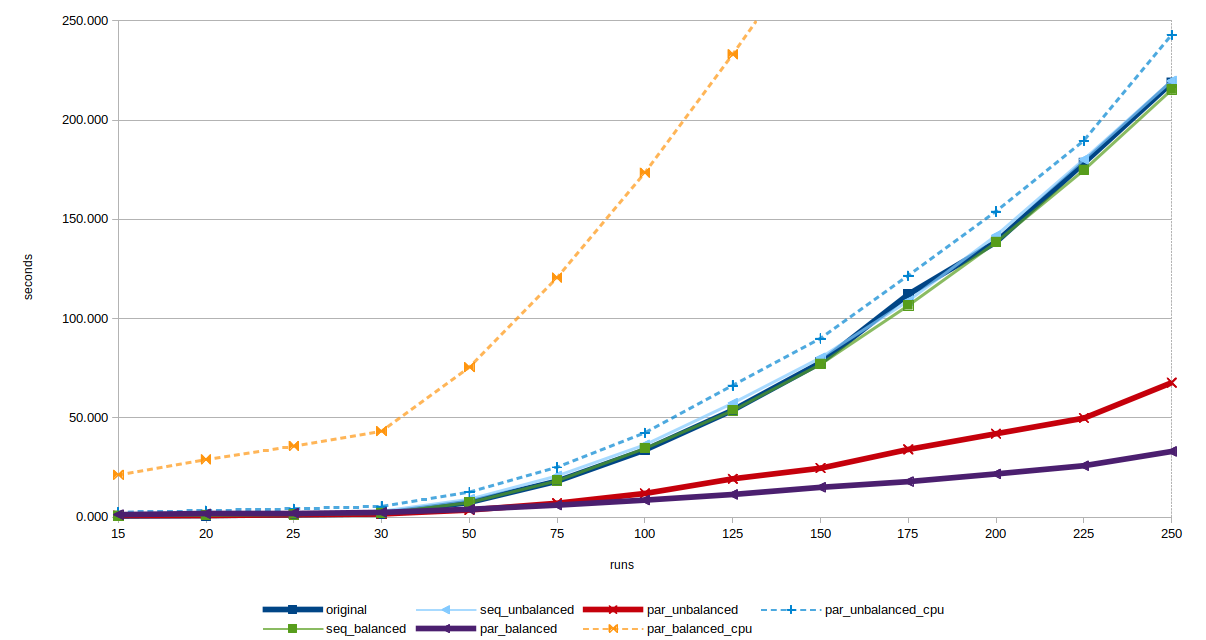 250.000
200.000
150.000
100.000
50.000
0.000
seconds
15 20 25 30 50 75 100 125 150 175 200 225 250
runs
original seq_unbalanced par_unbalanced par_unbalanced_cpu
seq_balanced par_balanced par_balanced_cpu